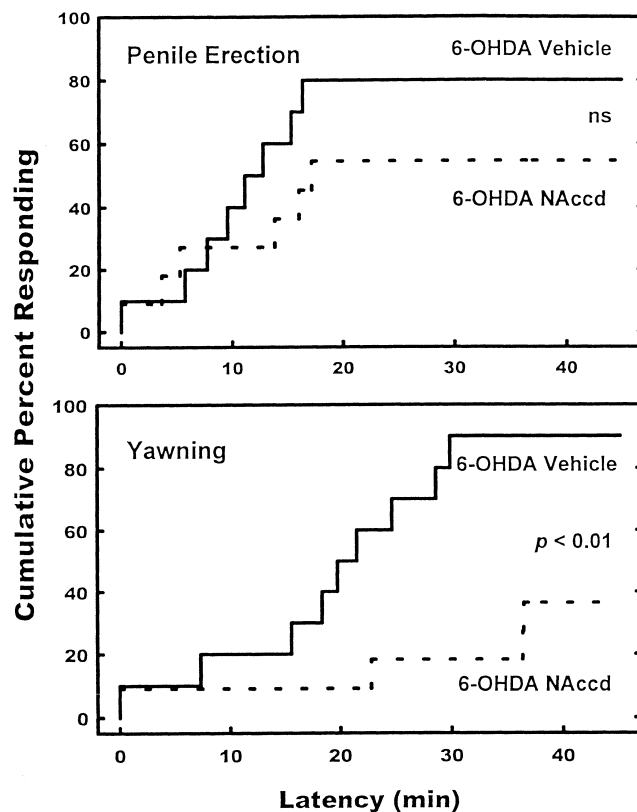 Cumulative Percent Responding
100
80
60
40
20
0
Penile Erection
6-OHDA Vehicle
ns
6-OHDA NAccd
0 10 20 30 40
100
80
60
40
20
0
Yawning
6-OHDA Vehicle
p < 0.01
6-OHDA NAccd
0 10 20 30 40
Latency (min)